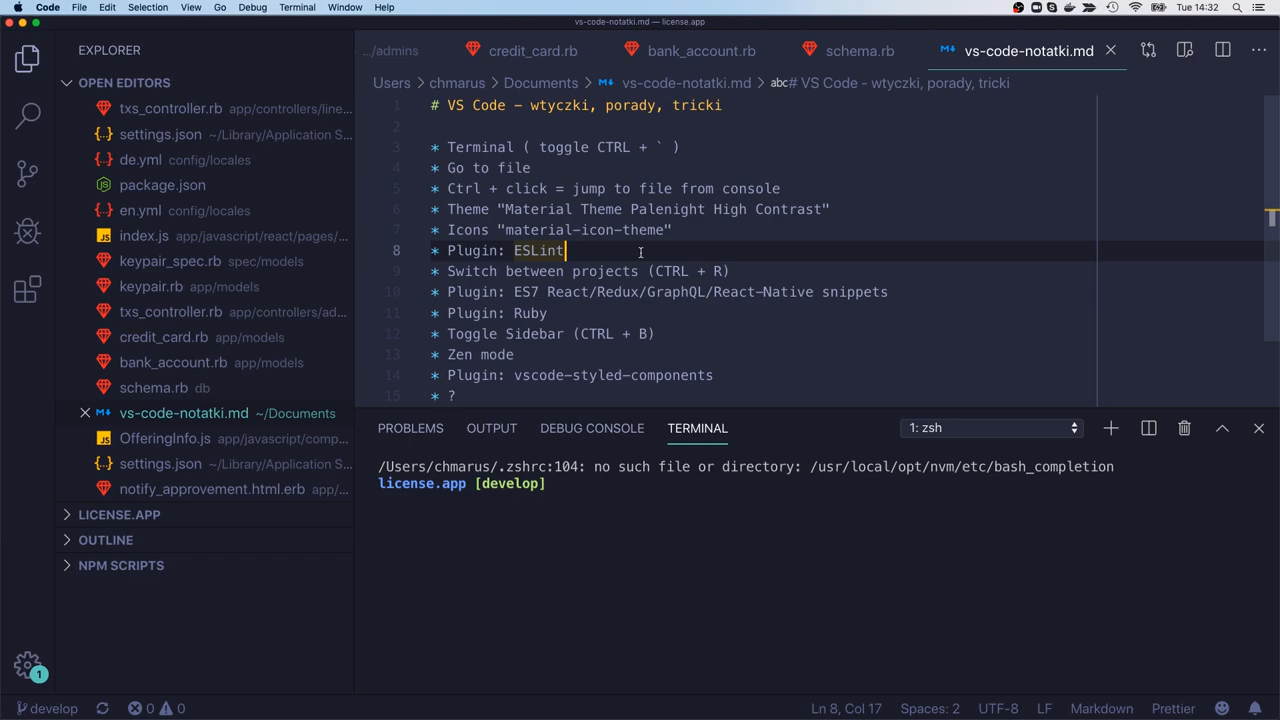 Code File Edit Selection View Go Debug Terminal Window Help Tue 14:32
vs-code-notatki.md — license.app
EXPLORER
OPEN EDITORS
txs_controller.rb app/controllers/line...
settings.json ~/Library/Application S...
de.yml config/locales
package.json
en.yml config/locales
index.js app/javascript/react/pages/...
keypair_spec.rb spec/models
keypair.rb app/models
txs_controller.rb app/controllers/ad...
credit_card.rb app/models
bank_account.rb app/models
schema.rb db
vs-code-notatki.md ~/Documents
OfferingInfo.js app/javascript/comp...
settings.json ~/Library/Application S...
notify_approvement.html.erb app/...
LICENSE.APP
OUTLINE
NPM SCRIPTS
1
.../admins credit_card.rb bank_account.rb schema.rb vs-code-notatki.md
Users > chmarus > Documents > vs-code-notatki.md > abc # VS Code - wtyczki, porady, tricki
1 # VS Code - wtyczki, porady, tricki
2
3 * Terminal ( toggle CTRL + ` )
4 * Go to file
5 * Ctrl + click = jump to file from console
6 * Theme "Material Theme Palenight High Contrast"
7 * Icons "material-icon-theme"
8 * Plugin: ESLint
9 * Switch between projects (CTRL + R)
10 * Plugin: ES7 React/Redux/GraphQL/React-Native snippets
11 * Plugin: Ruby
12 * Toggle Sidebar (CTRL + B)
13 * Zen mode
14 * Plugin: vscode-styled-components
15 * ?
PROBLEMS OUTPUT DEBUG CONSOLE TERMINAL 1: zsh
/Users/chmarus/.zshrc:104: no such file or directory: /usr/local/opt/nvm/etc/bash_completion
license.app [develop]
develop 0 0 Ln 8, Col 17 Spaces: 2 UTF-8 LF Markdown Prettier